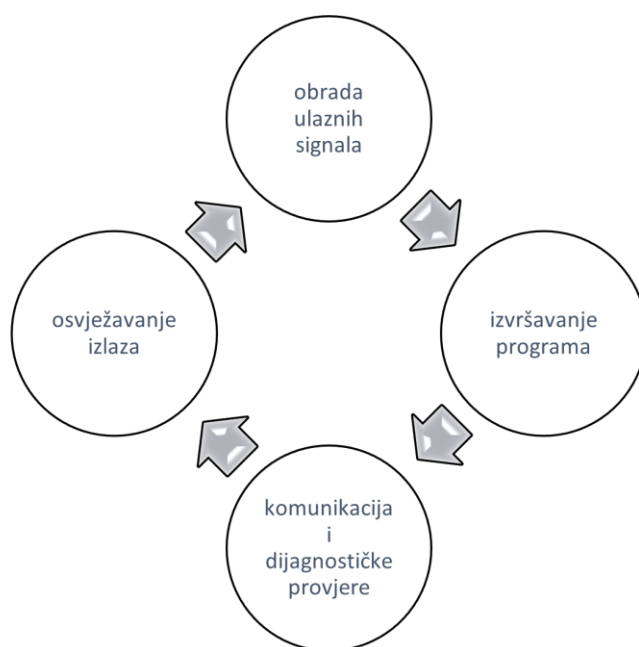 obrada
ulaznih
signala
osvježavanje
izlaza
izvršavanje
programa
komunikacija
i
dijagnostičke
provjere